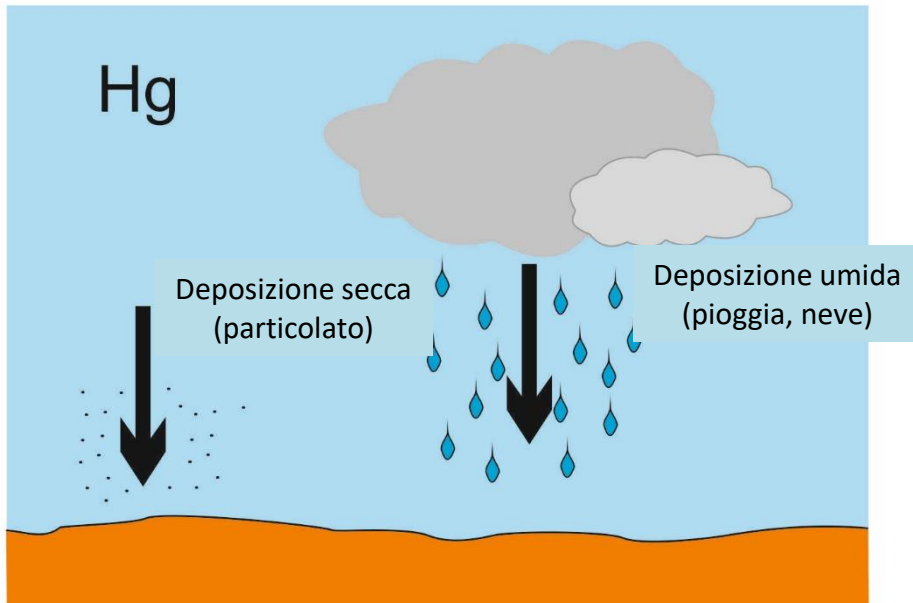 Hg
Deposizione secca
(particolato)
Deposizione umida
(pioggia, neve)